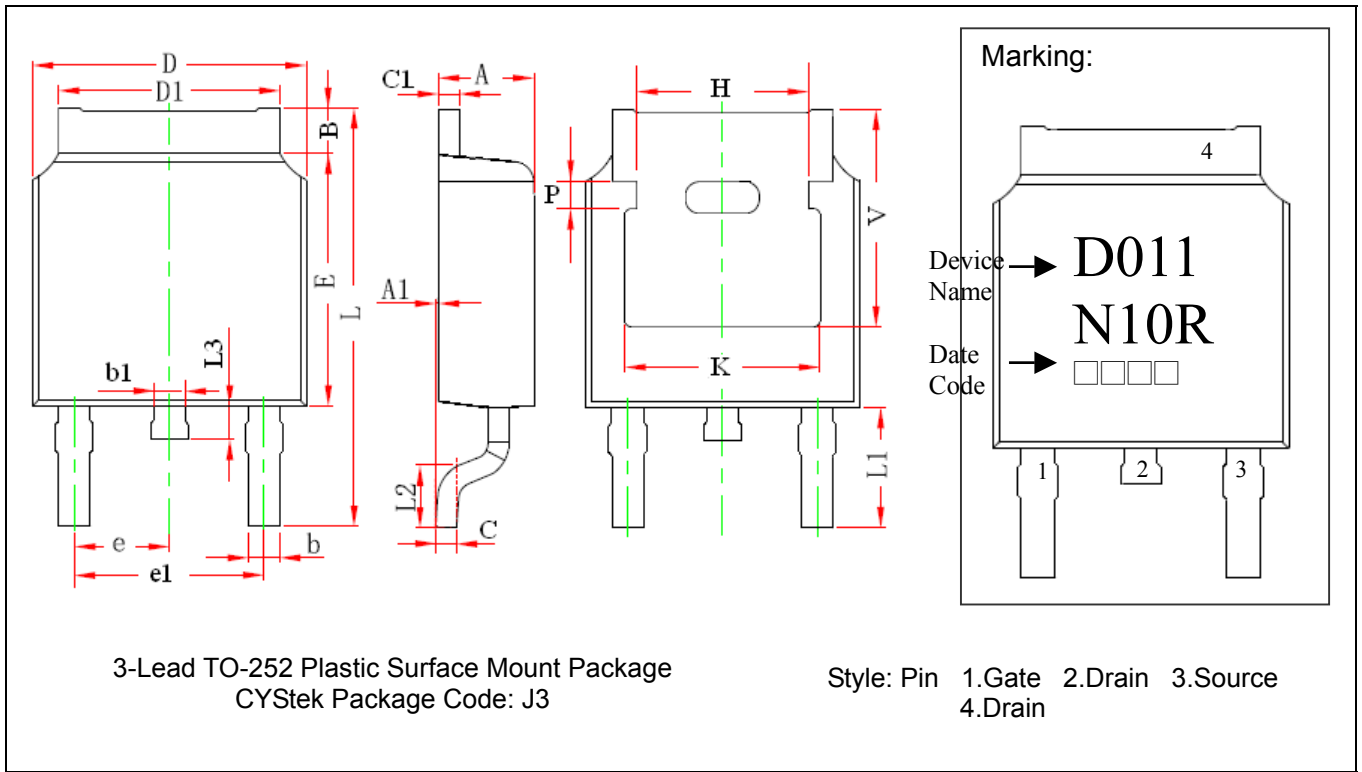 D
D1
B
E
L
L3
b1
e
b
e1
C1
A
A1
L2
C
H
P
V
K
L1
Marking:
4
Device
Name
D011
N10R
Date
Code
□□□□
1
2
3
3-Lead TO-252 Plastic Surface Mount Package
CYStek Package Code: J3
Style: Pin 1.Gate 2.Drain 3.Source
4.Drain